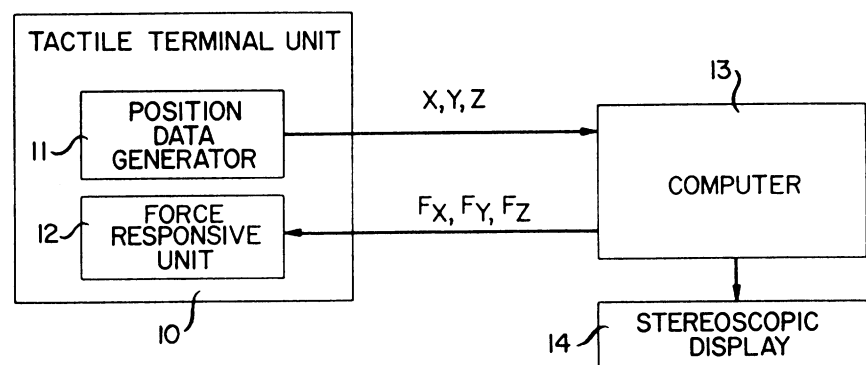 TACTILE TERMINAL UNIT
POSITION
DATA
GENERATOR
11
X, Y, Z
13
COMPUTER
FORCE
RESPONSIVE
UNIT
12
FX, FY, FZ
10
STEREOSCOPIC
DISPLAY
14